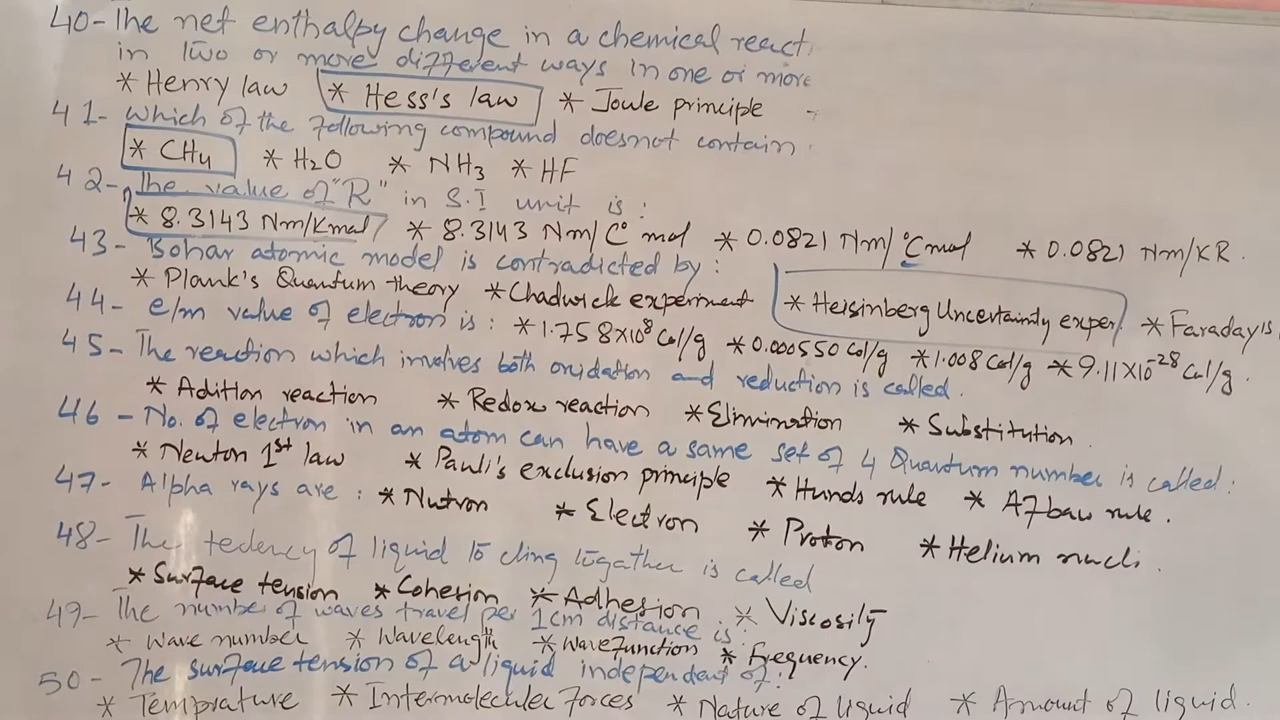 40- The net enthalpy change in a chemical react
in two or more different ways in one or more
* Henry law * Hess's law * Joule principle
41- which of the following compound doesnot contain
* CH4 * H2O * NH3 * HF
42- The value of "R" in S.I unit is:
* 8.3143 Nm/Kmol * 8.3143 Nm/C° mol * 0.0821 Nm/°Cmol * 0.0821 Nm/KR.
43- Bohar atomic model is contradicted by:
* Plank's Quantum theory * Chadwick experiment * Heisinberg Uncertainty exper. * Faraday's
44- e/m value of electron is: * 1.758X10⁸ Col/g * 0.000550 Col/g * 1.008 Col/g * 9.11X10⁻²⁸ Col/g.
45- The reaction which involves both oxidation and reduction is called.
* Adition reaction * Redox reaction * Elimination * Substitution.
46- No. of electron in an atom can have a same set of 4 Quantum number is called:
* Newton 1st law * Pauli's exclusion principle * Hunds rule * Afbau rule.
47- Alpha rays are: * Nutron * Electron * Proton * Helium nucli.
48- The tedency of liquid to cling togather is called
* Surface tension * Cohesion * Adhesion * Viscosity
49- The number of waves travel per 1cm distance is:
* wave number * Wavelength * Wavefunction * Frequency.
50- The surface tension of a liquid independent of:
* Temprature * Intermoleculer forces * Nature of liquid * Amount of liquid.